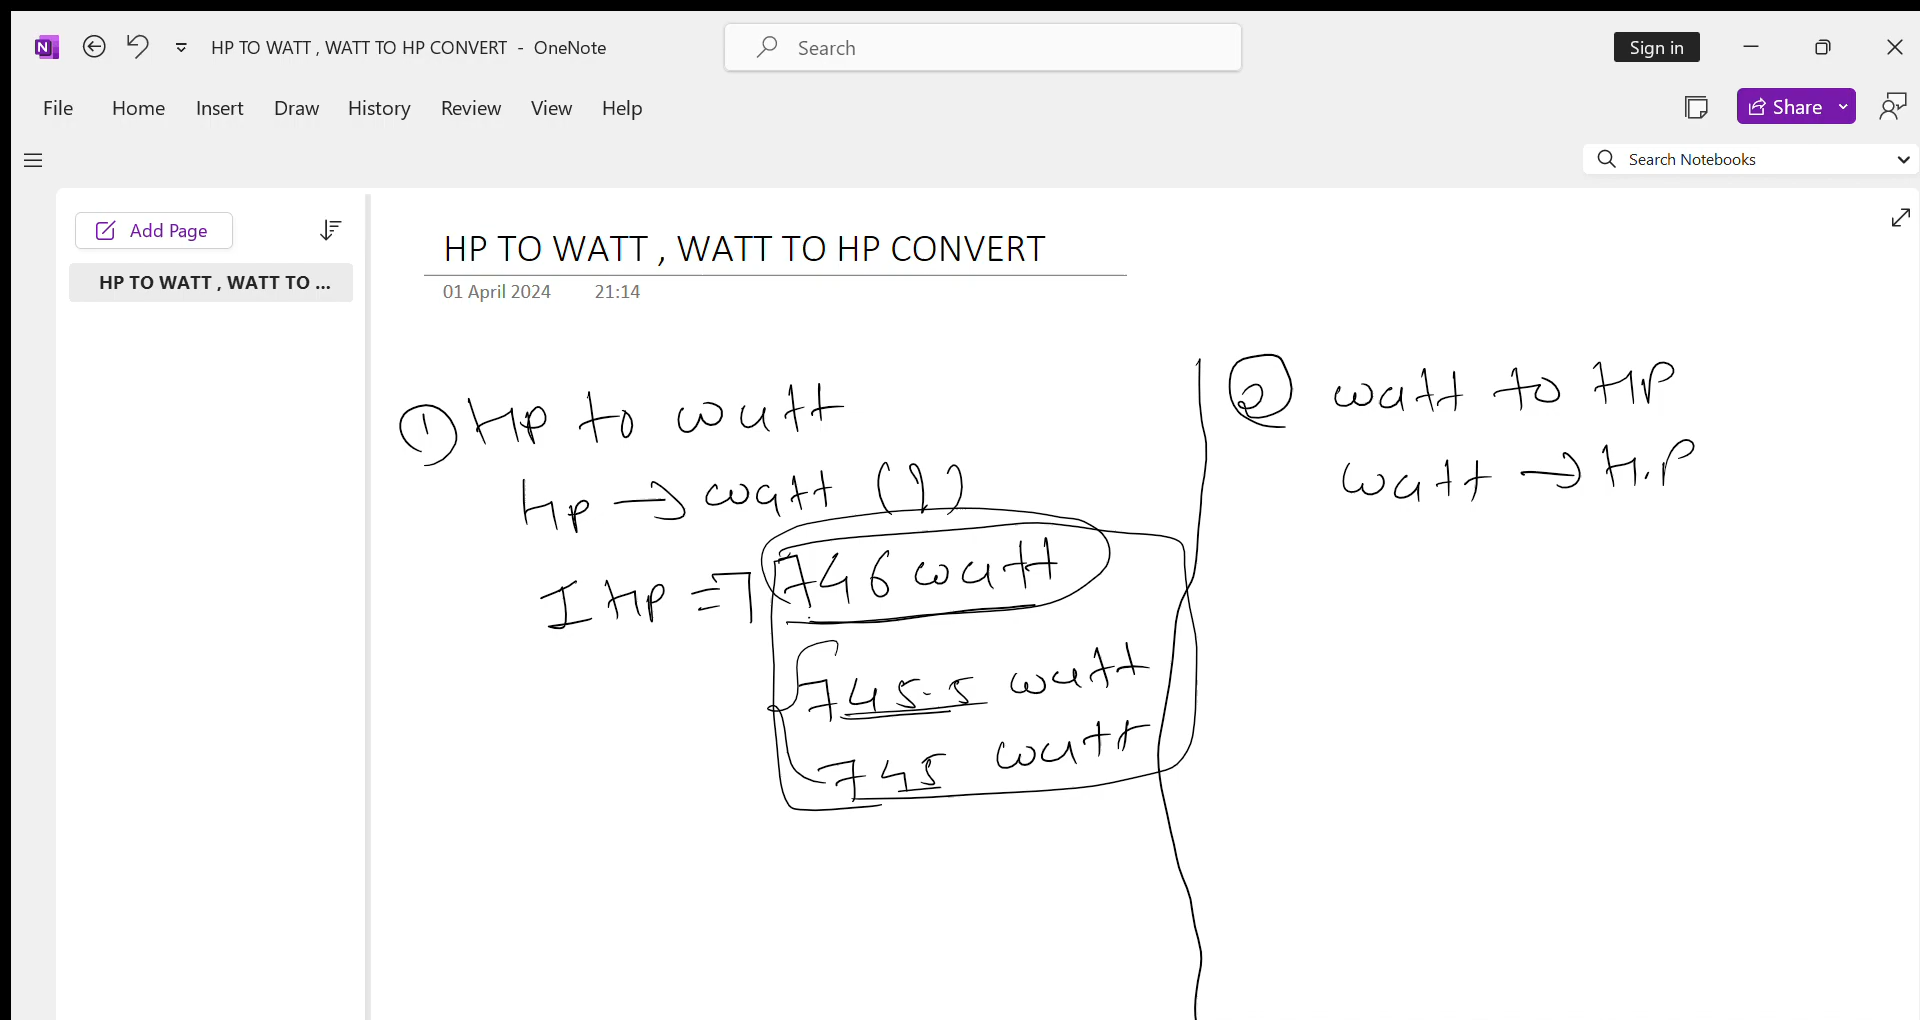 HP TO WATT , WATT TO HP CONVERT - OneNote
Search
Sign in
File Home Insert Draw History Review View Help
Share
Search Notebooks
Add Page
HP TO WATT , WATT TO ...
HP TO WATT , WATT TO HP CONVERT
01 April 2024 21:14
① Hp to watt
Hp → watt (?)
1 Hp = 746 watt
745.5 watt
745 watt
② watt to HP
watt → H.P